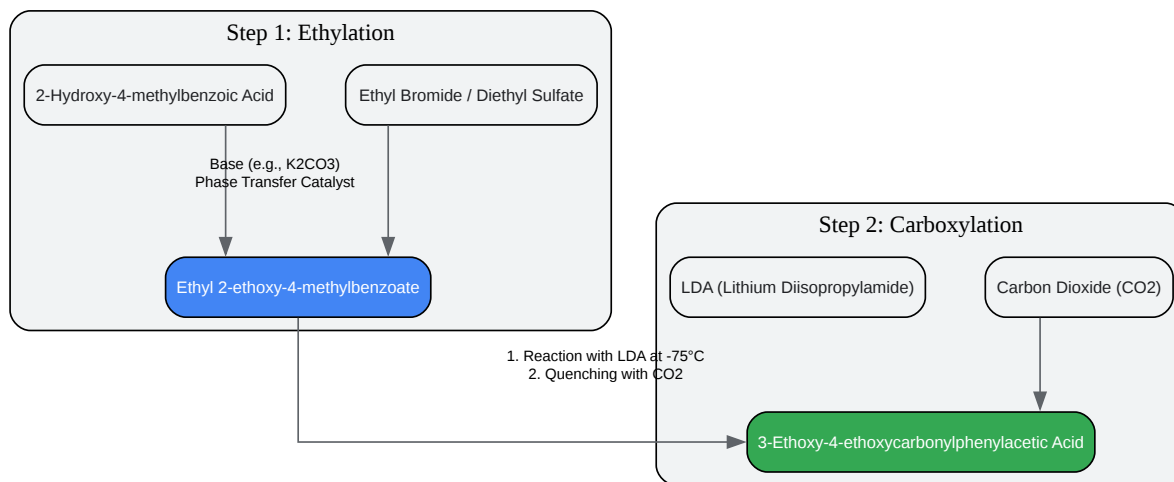 Step 1: Ethylation
2-Hydroxy-4-methylbenzoic Acid
Ethyl Bromide / Diethyl Sulfate
Base (e.g., K2CO3)
Phase Transfer Catalyst
Ethyl 2-ethoxy-4-methylbenzoate
Step 2: Carboxylation
LDA (Lithium Diisopropylamide)
Carbon Dioxide (CO2)
1. Reaction with LDA at -75°C
2. Quenching with CO2
3-Ethoxy-4-ethoxycarbonylphenylacetic Acid